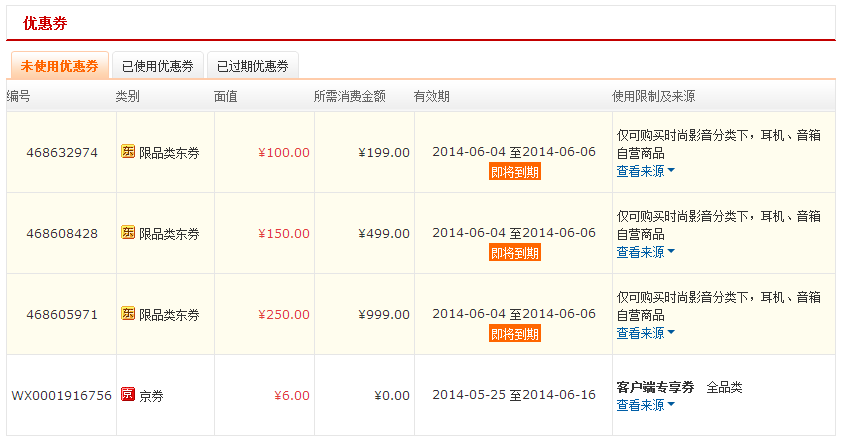 优惠券
未使用优惠券 已使用优惠券 已过期优惠券
编号 类别 面值 所需消费金额 有效期 使用限制及来源
468632974 东 限品类东券 ¥100.00 ¥199.00 2014-06-04 至2014-06-06 即将到期 仅可购买时尚影音分类下，耳机、音箱
自营商品
查看来源
468608428 东 限品类东券 ¥150.00 ¥499.00 2014-06-04 至2014-06-06 即将到期 仅可购买时尚影音分类下，耳机、音箱
自营商品
查看来源
468605971 东 限品类东券 ¥250.00 ¥999.00 2014-06-04 至2014-06-06 即将到期 仅可购买时尚影音分类下，耳机、音箱
自营商品
查看来源
WX0001916756 京 京券 ¥6.00 ¥0.00 2014-05-25 至2014-06-16 客户端专享券 全品类
查看来源